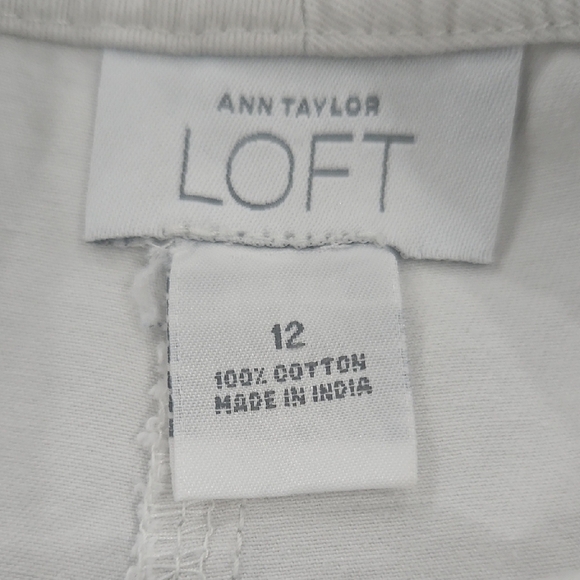 ANN TAYLOR
LOFT
12
100% COTTON
MADE IN INDIA